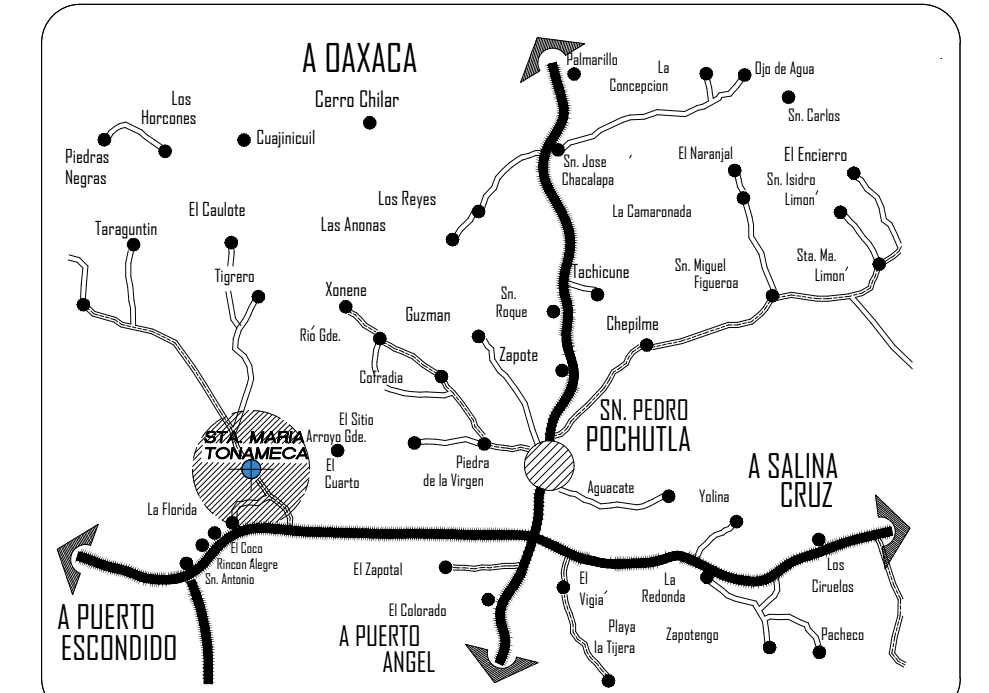 A OAXACA
Palmarillo
La
Concepcion
Ojo de Agua
Sn. Carlos
Los
Horcones
Cerro Chilar
Cuajinicuil
Piedras
Negras
Sn. Jose
Chacalapa
El Naranjal
El Encierro
Sn. Isidro
Limon´
Los Reyes
Las Anonas
La Camaronada
El Caulote
Taraguntin
Tigrero
Tachicune
Sn. Miguel
Figueroa
Sta. Ma.
Limon´
Xonene
Sn.
Roque
Guzman
Rió Gde.
Chepilme
Zapote
Cofradia
El Sitio
Arroyo Gde.
SN. PEDRO
POCHUTLA
STA. MARIA
TONAMECA
El
Cuarto
Piedra
de la Virgen
A SALINA
CRUZ
Aguacate
Yolina
La Florida
El Coco
Rincon Alegre
Sn. Antonio
El Zapotal
El
Vigia´
La
Redonda
Los
Ciruelos
El Colorado
A PUERTO
ESCONDIDO
A PUERTO
ANGEL
Playa
la Tijera
Zapotengo
Pacheco